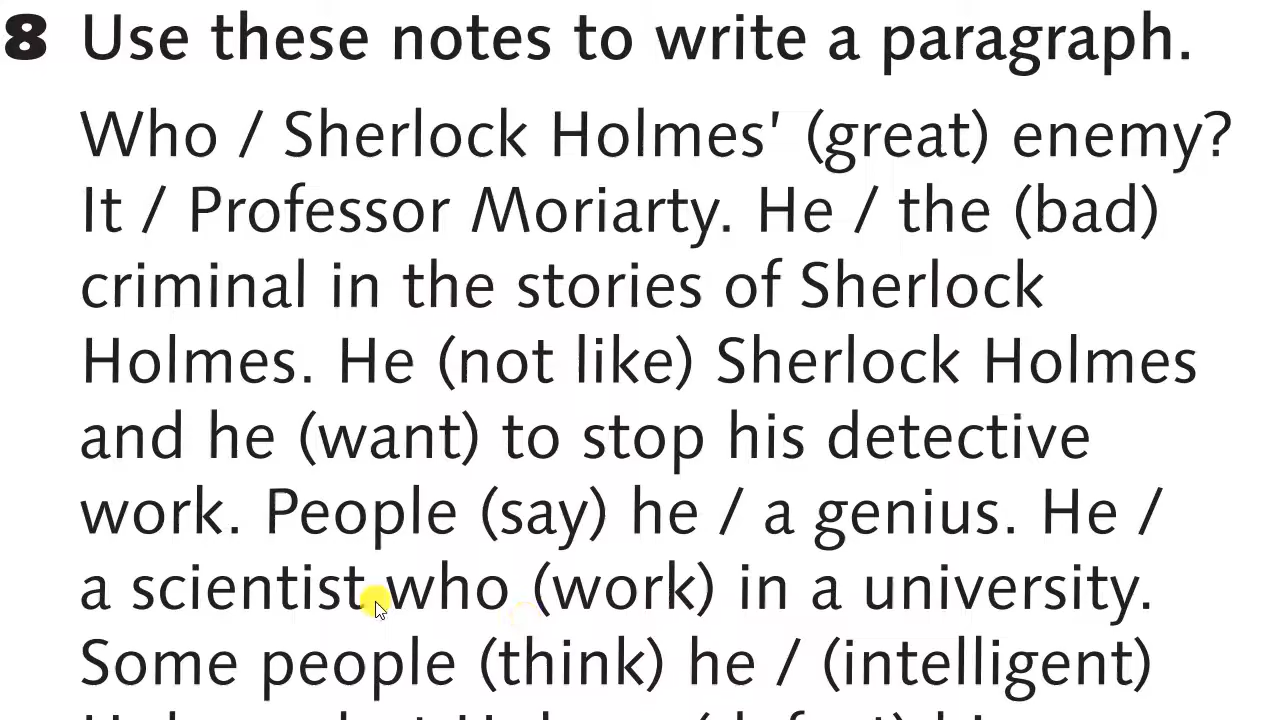 8 Use these notes to write a paragraph.
Who / Sherlock Holmes' (great) enemy?
It / Professor Moriarty. He / the (bad)
criminal in the stories of Sherlock
Holmes. He (not like) Sherlock Holmes
and he (want) to stop his detective
work. People (say) he / a genius. He /
a scientist who (work) in a university.
Some people (think) he / (intelligent)